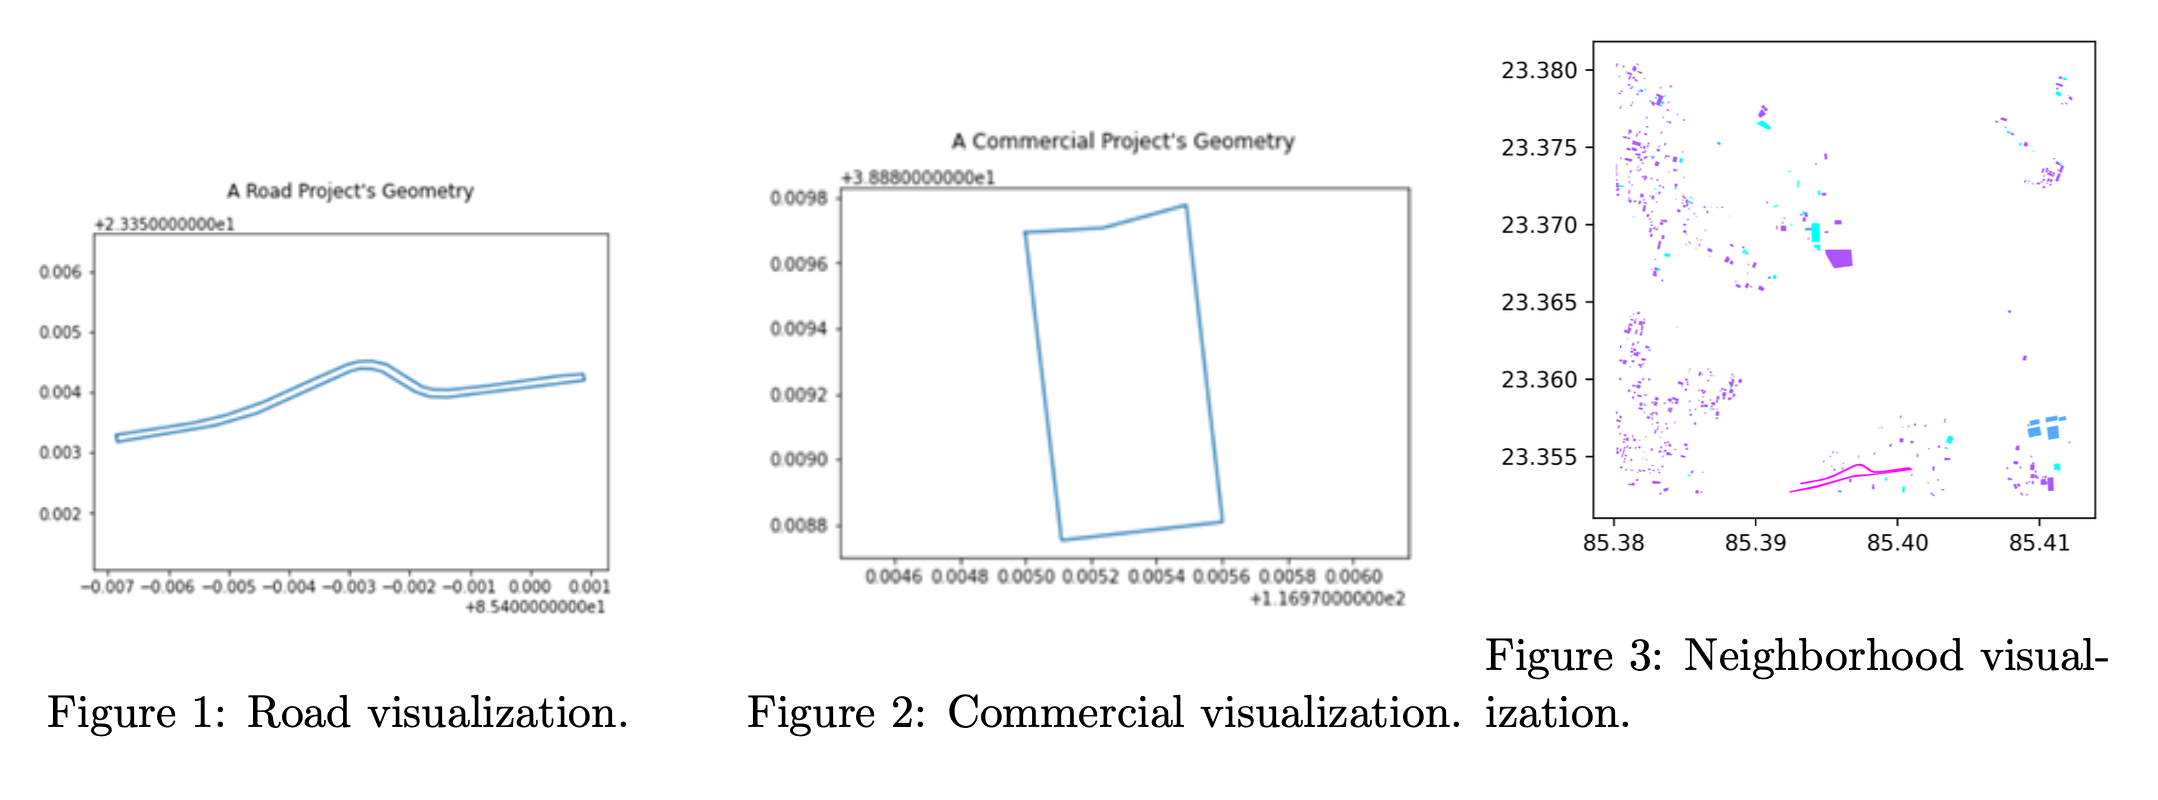 A Road Project's Geometry
+2.3350000000e1
0.006
0.005
0.004
0.003
0.002
−0.007 −0.006 −0.005 −0.004 −0.003 −0.002 −0.001 0.000 0.001
+8.5400000000e1
Figure 1: Road visualization.
A Commercial Project's Geometry
+3.8880000000e1
0.0098
0.0096
0.0094
0.0092
0.0090
0.0088
0.0046 0.0048 0.0050 0.0052 0.0054 0.0056 0.0058 0.0060
+1.1697000000e2
Figure 2: Commercial visualization.
23.380
23.375
23.370
23.365
23.360
23.355
85.38 85.39 85.40 85.41
Figure 3: Neighborhood visual-
ization.